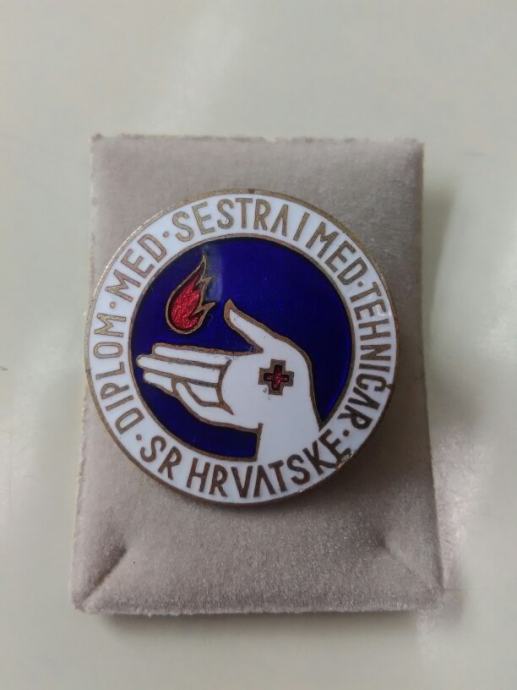 DIPLOM·MED·SESTRA I MED·TEHNIČAR·
SR HRVATSKE·